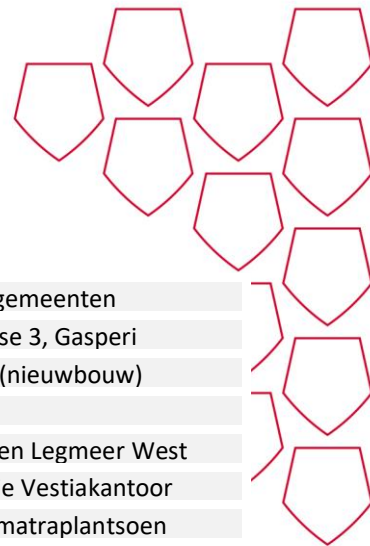 gemeenten
se 3, Gasperi
(nieuwbouw)
en Legmeer West
e Vestiakantoor
matraplantsoen